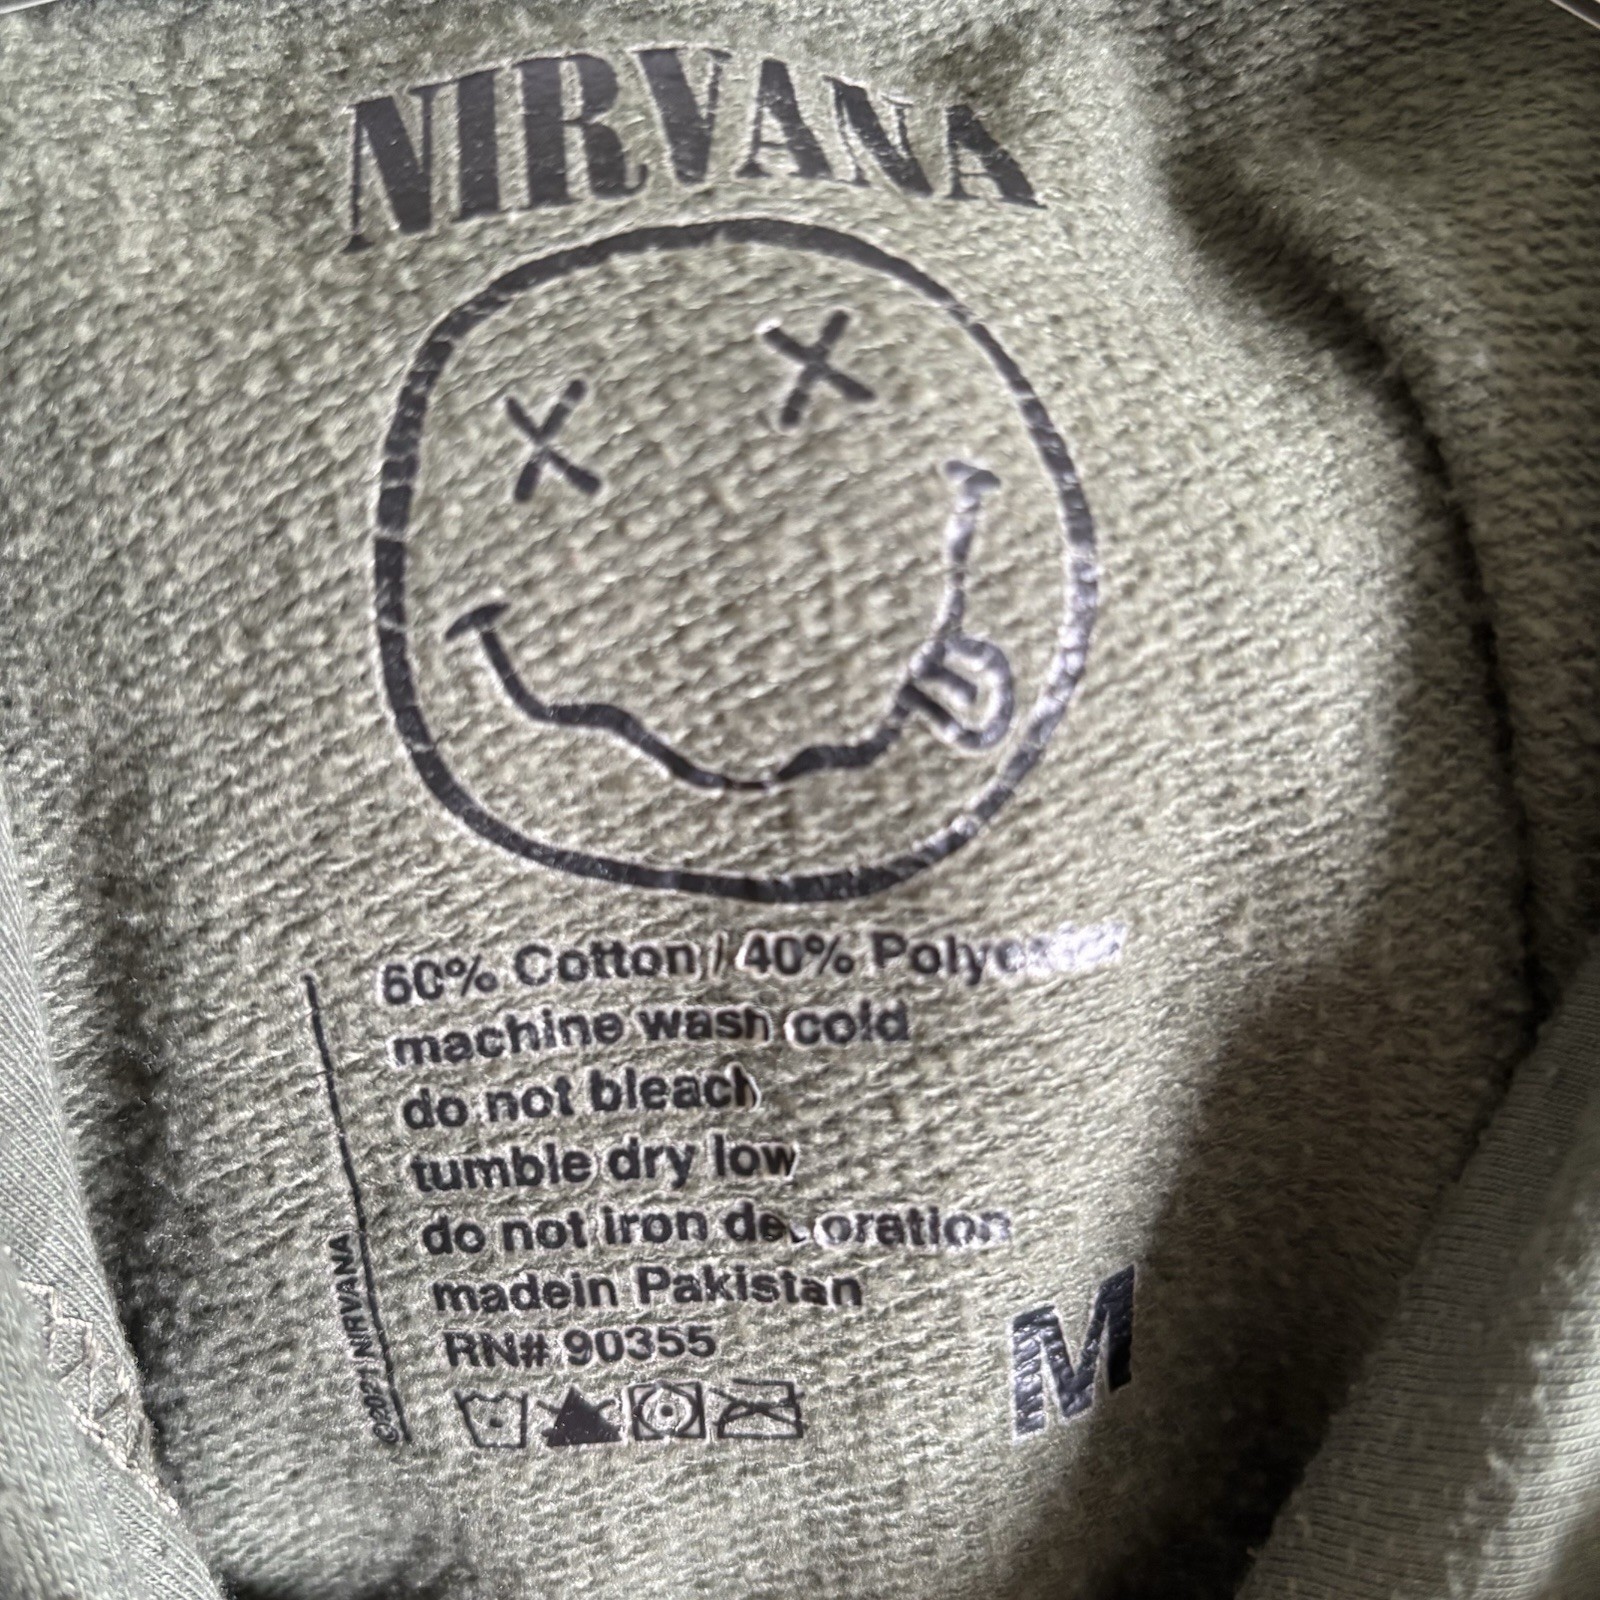 NIRVANA
60% Cotton / 40% Polyester
machine wash cold
do not bleach
tumble dry low
do not iron decoration
madein Pakistan
RN# 90355
M
©2021 NIRVANA